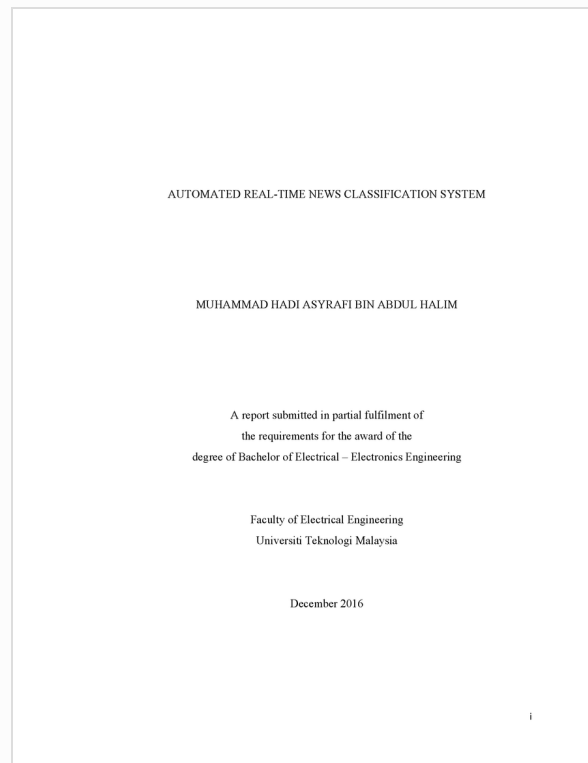 AUTOMATED REAL-TIME NEWS CLASSIFICATION SYSTEM
MUHAMMAD HADI ASYRAFI BIN ABDUL HALIM
A report submitted in partial fulfilment of
the requirements for the award of the
degree of Bachelor of Electrical – Electronics Engineering
Faculty of Electrical Engineering
Universiti Teknologi Malaysia
December 2016
i